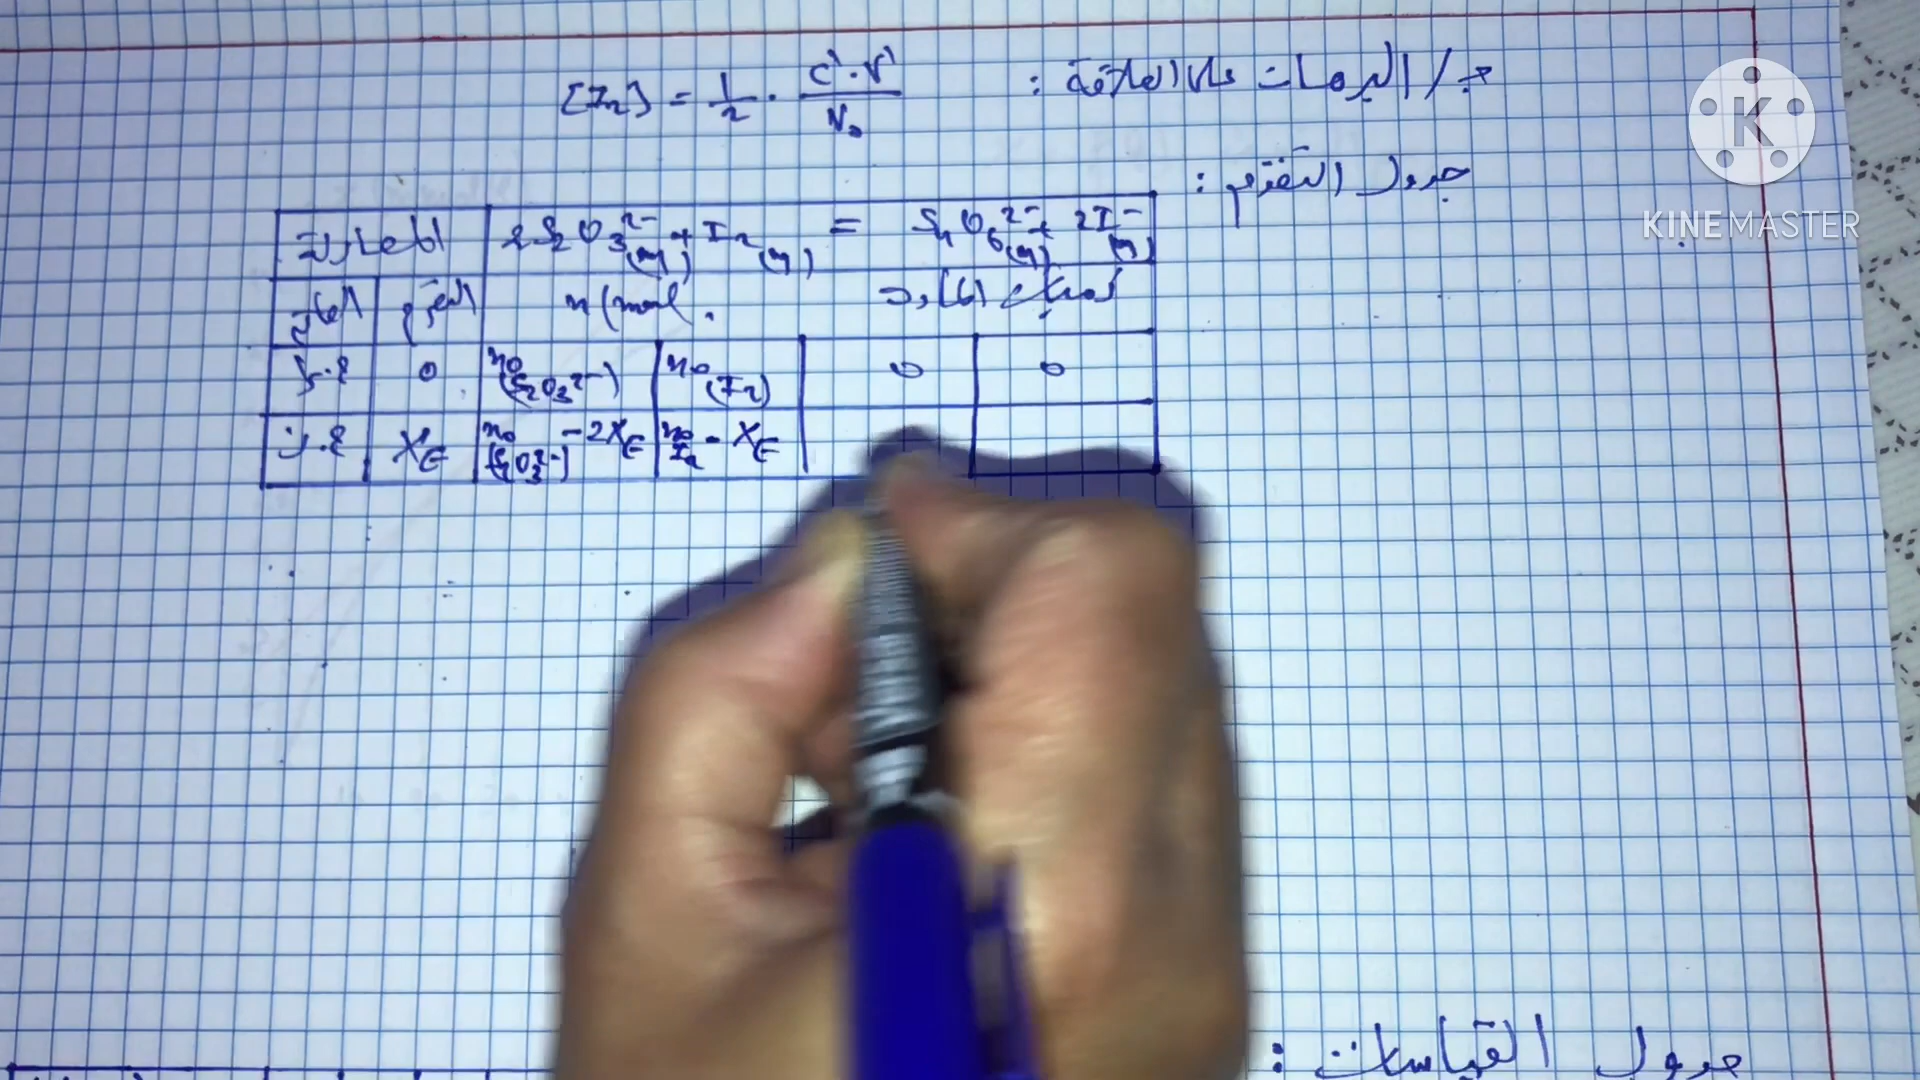 ج/ البرهان على العلاقة : [I₂] = 1/2 · C'·V'/V₀
جدول التقدم :
المعادلة 2S₂O₃²⁻(aq) + I₂(aq) = S₄O₆²⁻(aq) + 2I⁻(aq)
الحالة التقدم n(mol) كميات المادة
ح.إ 0 n₀(S₂O₃²⁻) n₀(I₂) 0 0
ح.ن X_E n₀(S₂O₃²⁻) - 2X_E n₀(I₂) - X_E
جدول القياسات :
K
KINEMASTER